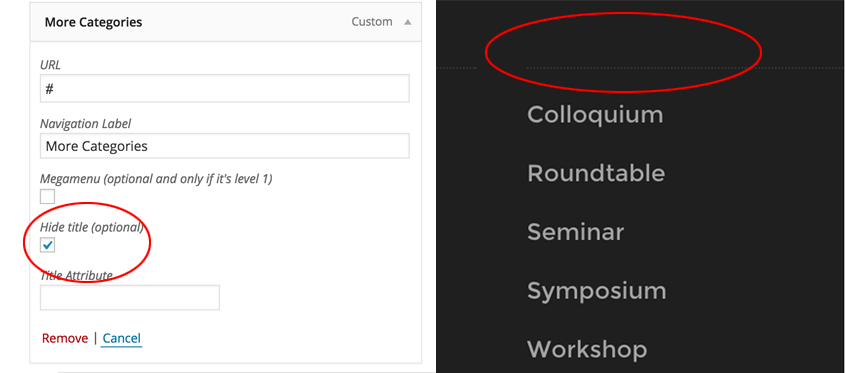 More Categories Custom
URL
#
Navigation Label
More Categories
Megamenu (optional and only if it's level 1)
Hide title (optional)
Title Attribute
Remove | Cancel
Colloquium
Roundtable
Seminar
Symposium
Workshop